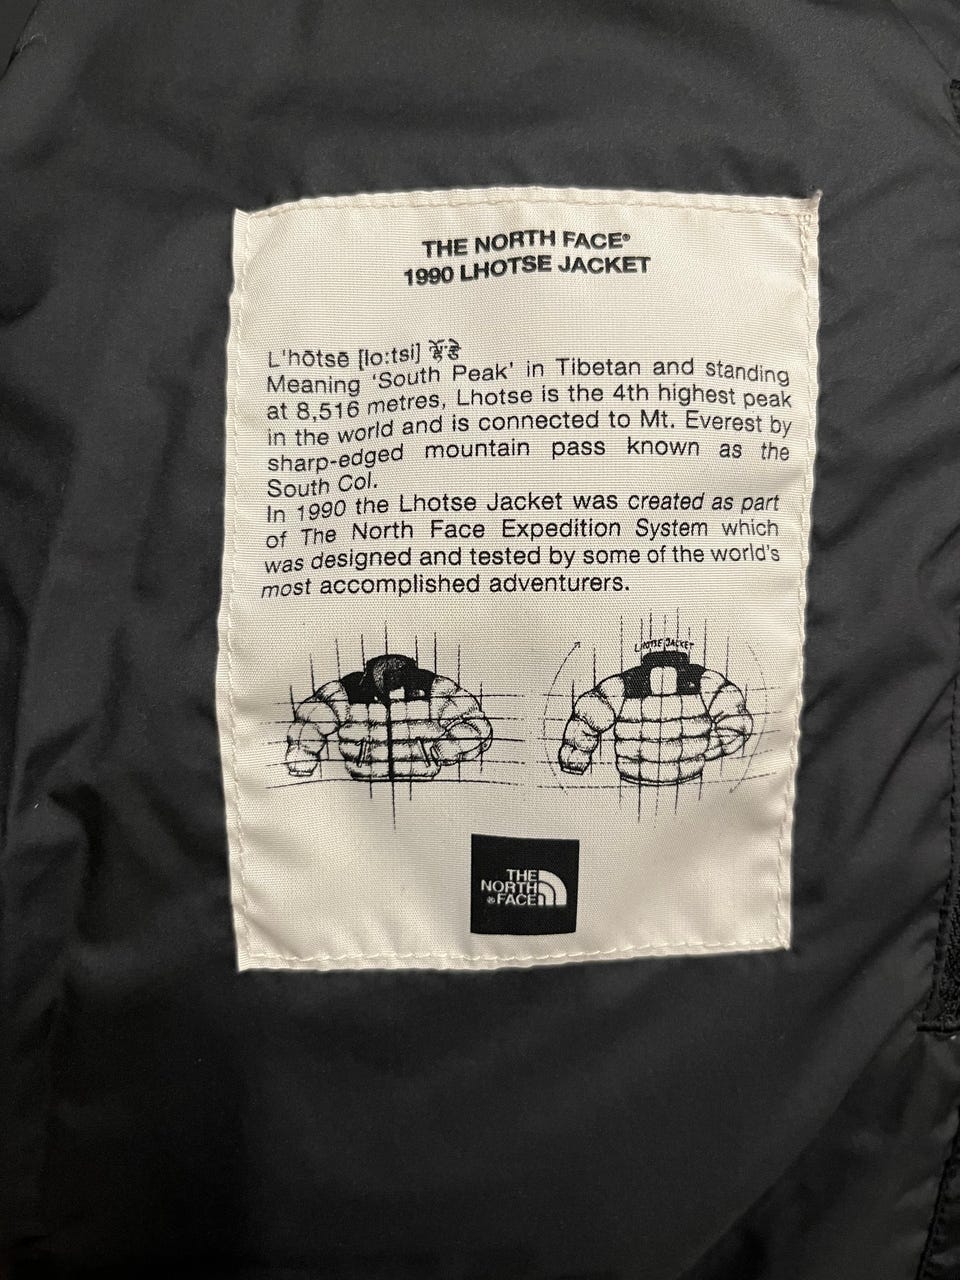 THE NORTH FACE®
1990 LHOTSE JACKET
L'hōtsē [lo:tsi]
Meaning 'South Peak' in Tibetan and standing
at 8,516 metres, Lhotse is the 4th highest peak
in the world and is connected to Mt. Everest by
sharp-edged mountain pass known as the
South Col.
In 1990 the Lhotse Jacket was created as part
of The North Face Expedition System which
was designed and tested by some of the world's
most accomplished adventurers.
LHOTSE JACKET
THE
NORTH
®FACE